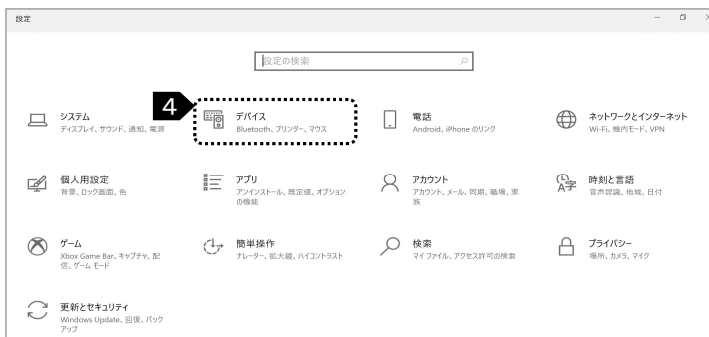 設定
設定の検索
4
システム
ディスプレイ、サウンド、通知、電源
デバイス
Bluetooth、プリンター、マウス
電話
Android、iPhone のリンク
ネットワークとインターネット
Wi-Fi、機内モード、VPN
個人用設定
背景、ロック画面、色
アプリ
アンインストール、既定値、オプション
の機能
アカウント
アカウント、メール、同期、職場、家
族
時刻と言語
音声認識、地域、日付
ゲーム
Xbox Game Bar、キャプチャ、配
信、ゲーム モード
簡単操作
ナレーター、拡大鏡、ハイコントラスト
検索
マイ ファイル、アクセス許可の検索
プライバシー
場所、カメラ、マイク
更新とセキュリティ
Windows Update、回復、バック
アップ